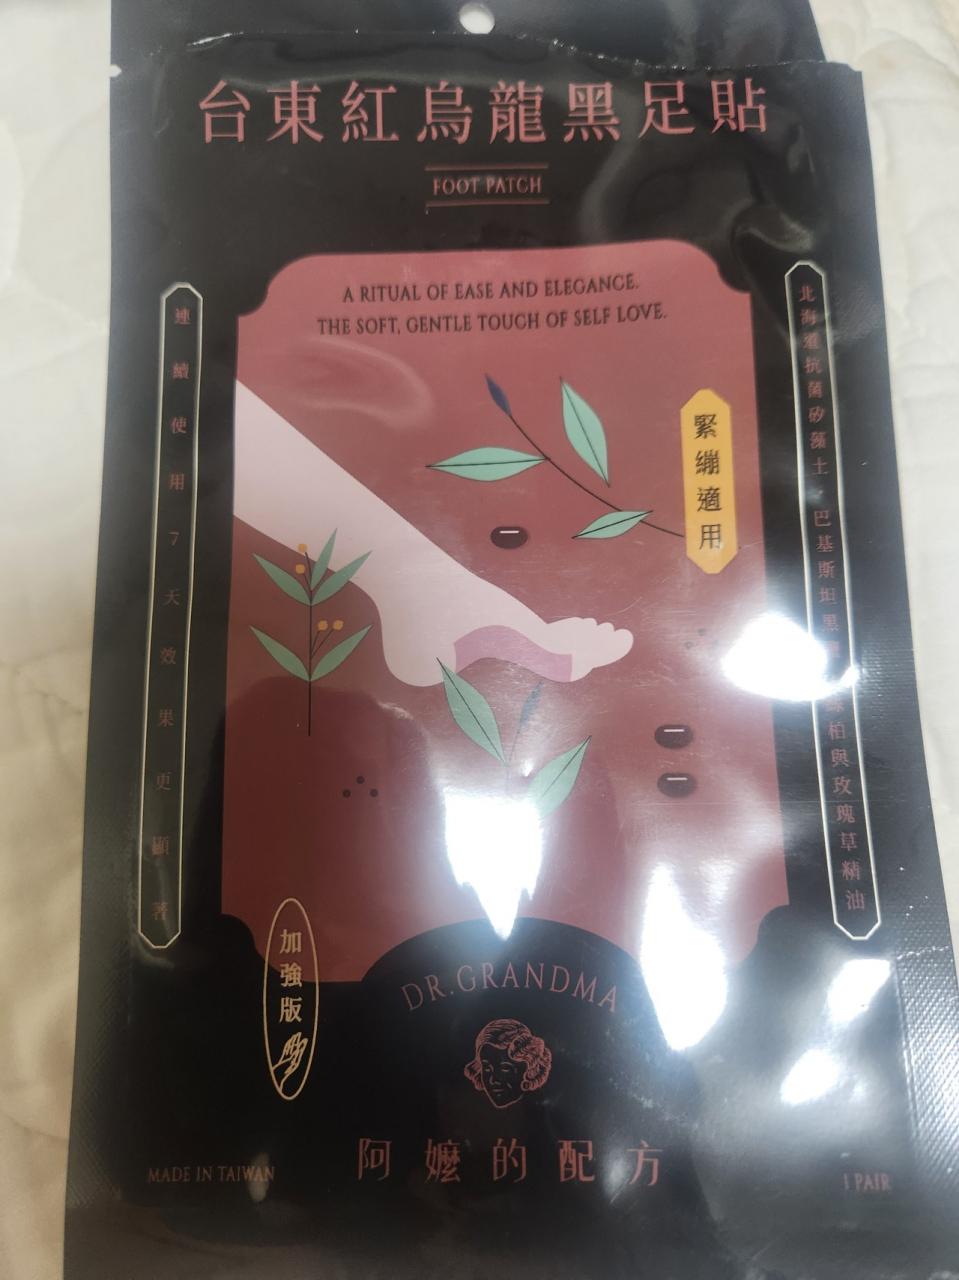 台東紅烏龍黑足貼
FOOT PATCH
A RITUAL OF EASE AND ELEGANCE.
THE SOFT, GENTLE TOUCH OF SELF LOVE.
緊繃適用
連續使用7天效果更顯著
北海道抗菌矽藻土、巴基斯坦黑
柏與玫瑰草精油
加強版
DR. GRANDMA
阿嬤的配方
MADE IN TAIWAN
1 PAIR